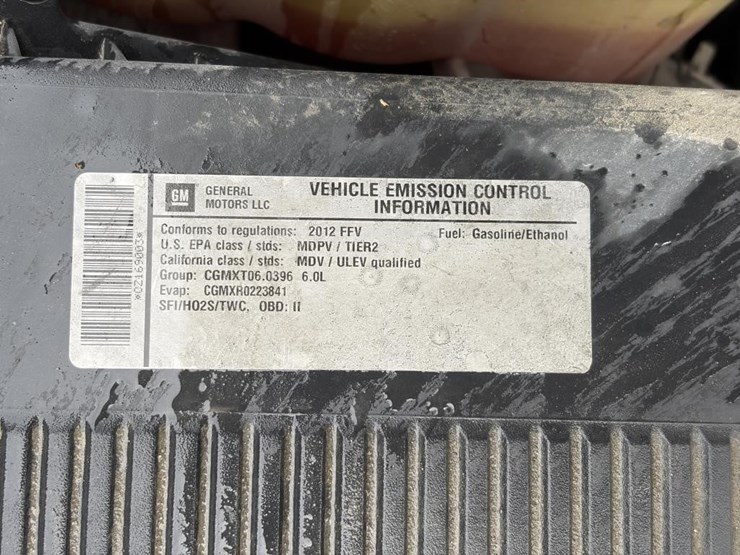 GM GENERAL MOTORS LLC
VEHICLE EMISSION CONTROL
INFORMATION
Conforms to regulations: 2012 FFV Fuel: Gasoline/Ethanol
U.S. EPA class / stds: MDPV / TIER2
California class / stds: MDV / ULEV qualified
Group: CGMXT06.0396 6.0L
Evap: CGMXR0223841
SFI/HO2S/TWC, OBD: II
*02169003*